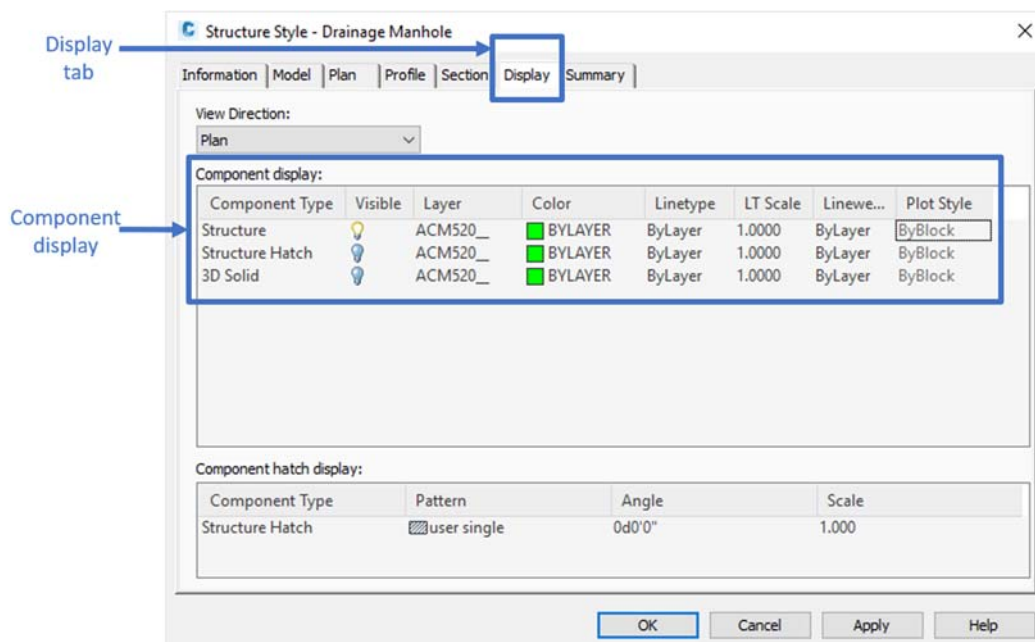 Structure Style - Drainage Manhole
Display
tab
Information Model Plan Profile Section Display Summary
View Direction:
Plan
Component display:
Component Type Visible Layer Color Linetype LT Scale Linewe... Plot Style
Component
display
Structure ACM520_ BYLAYER ByLayer 1.0000 ByLayer ByBlock
Structure Hatch ACM520_ BYLAYER ByLayer 1.0000 ByLayer ByBlock
3D Solid ACM520_ BYLAYER ByLayer 1.0000 ByLayer ByBlock
Component hatch display:
Component Type Pattern Angle Scale
Structure Hatch user single 0d0'0" 1.000
OK Cancel Apply Help